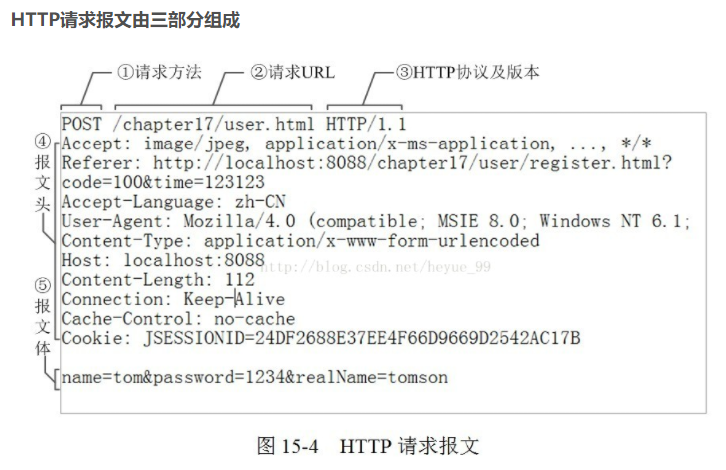 HTTP请求报文由三部分组成
①请求方法 ②请求URL ③HTTP协议及版本
POST /chapter17/user.html HTTP/1.1
④报文头
Accept: image/jpeg, application/x-ms-application, ..., */*
Referer: http://localhost:8088/chapter17/user/register.html?
code=100&time=123123
Accept-Language: zh-CN
User-Agent: Mozilla/4.0 (compatible; MSIE 8.0; Windows NT 6.1;
Content-Type: application/x-www-form-urlencoded
Host: localhost:8088
http://blog.csdn.net/heyue_99
Content-Length: 112
Connection: Keep-Alive
Cache-Control: no-cache
Cookie: JSESSIONID=24DF2688E37EE4F66D9669D2542AC17B
⑤报文体
name=tom&password=1234&realName=tomson
图 15-4 HTTP 请求报文